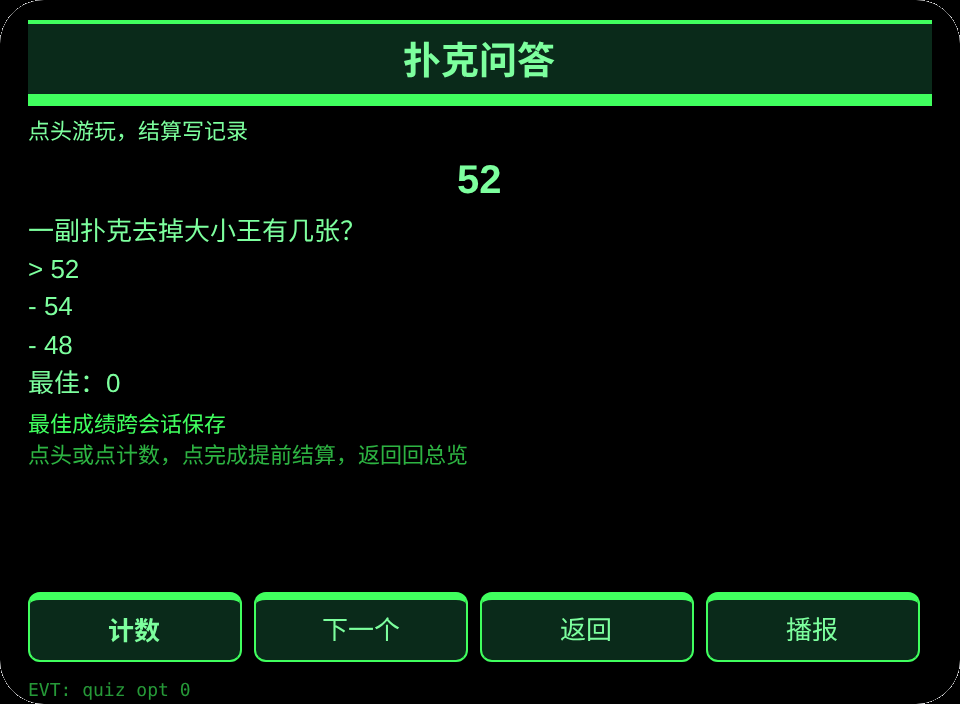 扑克问答
点头游玩，结算写记录
52
一副扑克去掉大小王有几张？
> 52
- 54
- 48
最佳：0
最佳成绩跨会话保存
点头或点计数，点完成提前结算，返回回总览
计数
下一个
返回
播报
EVT: quiz opt 0